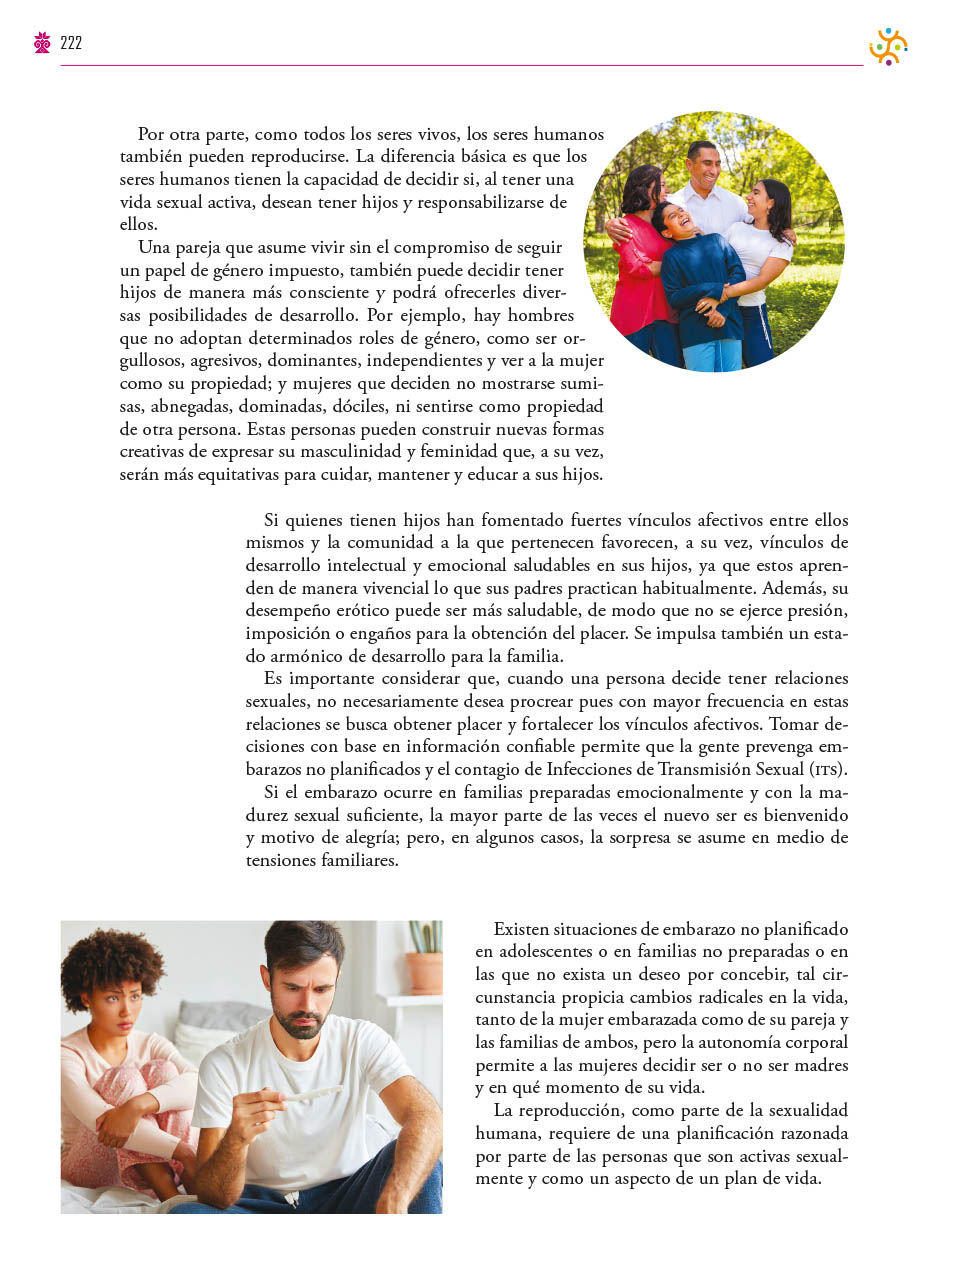 222
Por otra parte, como todos los seres vivos, los seres humanos
también pueden reproducirse. La diferencia básica es que los
seres humanos tienen la capacidad de decidir si, al tener una
vida sexual activa, desean tener hijos y responsabilizarse de
ellos.
Una pareja que asume vivir sin el compromiso de seguir
un papel de género impuesto, también puede decidir tener
hijos de manera más consciente y podrá ofrecerles diver-
sas posibilidades de desarrollo. Por ejemplo, hay hombres
que no adoptan determinados roles de género, como ser or-
gullosos, agresivos, dominantes, independientes y ver a la mujer
como su propiedad; y mujeres que deciden no mostrarse sumi-
sas, abnegadas, dominadas, dóciles, ni sentirse como propiedad
de otra persona. Estas personas pueden construir nuevas formas
creativas de expresar su masculinidad y feminidad que, a su vez,
serán más equitativas para cuidar, mantener y educar a sus hijos.
Si quienes tienen hijos han fomentado fuertes vínculos afectivos entre ellos
mismos y la comunidad a la que pertenecen favorecen, a su vez, vínculos de
desarrollo intelectual y emocional saludables en sus hijos, ya que estos apren-
den de manera vivencial lo que sus padres practican habitualmente. Además, su
desempeño erótico puede ser más saludable, de modo que no se ejerce presión,
imposición o engaños para la obtención del placer. Se impulsa también un esta-
do armónico de desarrollo para la familia.
Es importante considerar que, cuando una persona decide tener relaciones
sexuales, no necesariamente desea procrear pues con mayor frecuencia en estas
relaciones se busca obtener placer y fortalecer los vínculos afectivos. Tomar de-
cisiones con base en información confiable permite que la gente prevenga em-
barazos no planificados y el contagio de Infecciones de Transmisión Sexual (ITS).
Si el embarazo ocurre en familias preparadas emocionalmente y con la ma-
durez sexual suficiente, la mayor parte de las veces el nuevo ser es bienvenido
y motivo de alegría; pero, en algunos casos, la sorpresa se asume en medio de
tensiones familiares.
Existen situaciones de embarazo no planificado
en adolescentes o en familias no preparadas o en
las que no exista un deseo por concebir, tal cir-
cunstancia propicia cambios radicales en la vida,
tanto de la mujer embarazada como de su pareja y
las familias de ambos, pero la autonomía corporal
permite a las mujeres decidir ser o no ser madres
y en qué momento de su vida.
La reproducción, como parte de la sexualidad
humana, requiere de una planificación razonada
por parte de las personas que son activas sexual-
mente y como un aspecto de un plan de vida.